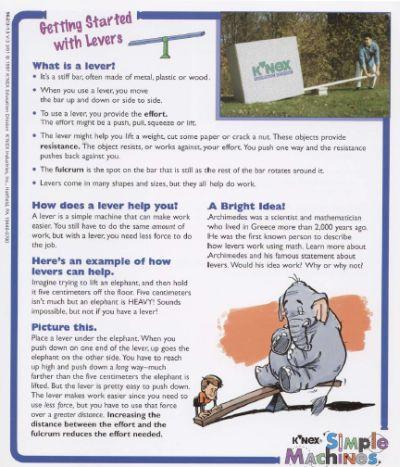 Getting Started
with Levers
What is a lever?
• It's a stiff bar, often made of metal, plastic or wood.
• When you use a lever, you move
the bar up and down or side to side.
• To use a lever, you provide the effort.
The effort might be a push, pull, squeeze or lift.
• The lever might help you lift a weight, cut some paper or crack a nut. These objects provide
resistance. The object resists, or works against, your effort. You push one way and the resistance
pushes back against you.
• The fulcrum is the spot on the bar that is still as the rest of the bar rotates around it.
• Levers come in many shapes and sizes, but they all help do work.
K'NEX
How does a lever help you?
A lever is a simple machine that can make work
easier. You still have to do the same amount of
work, but with a lever, you need less force to do
the job.
Here's an example of how
levers can help.
Imagine trying to lift an elephant, and then hold
it five centimeters off the floor. Five centimeters
isn't much but an elephant is HEAVY! Sounds
impossible, but not if you have a lever!
Picture this.
Place a lever under the elephant. When you
push down on one end of the lever, up goes the
elephant on the other side. You have to reach
up high and push down a long way--much
farther than the five centimeters the elephant is
lifted. But the lever is pretty easy to push down.
The lever makes work easier since you need to
use less force, but you have to use that force
over a greater distance. Increasing the
distance between the effort and the
fulcrum reduces the effort needed.
A Bright Idea!
Archimedes was a scientist and mathematician
who lived in Greece more than 2,000 years ago.
He was the first known person to describe
how levers work using math. Learn more about
Archimedes and his famous statement about
levers. Would his idea work? Why or why not?
K'NEX
Simple
Machines